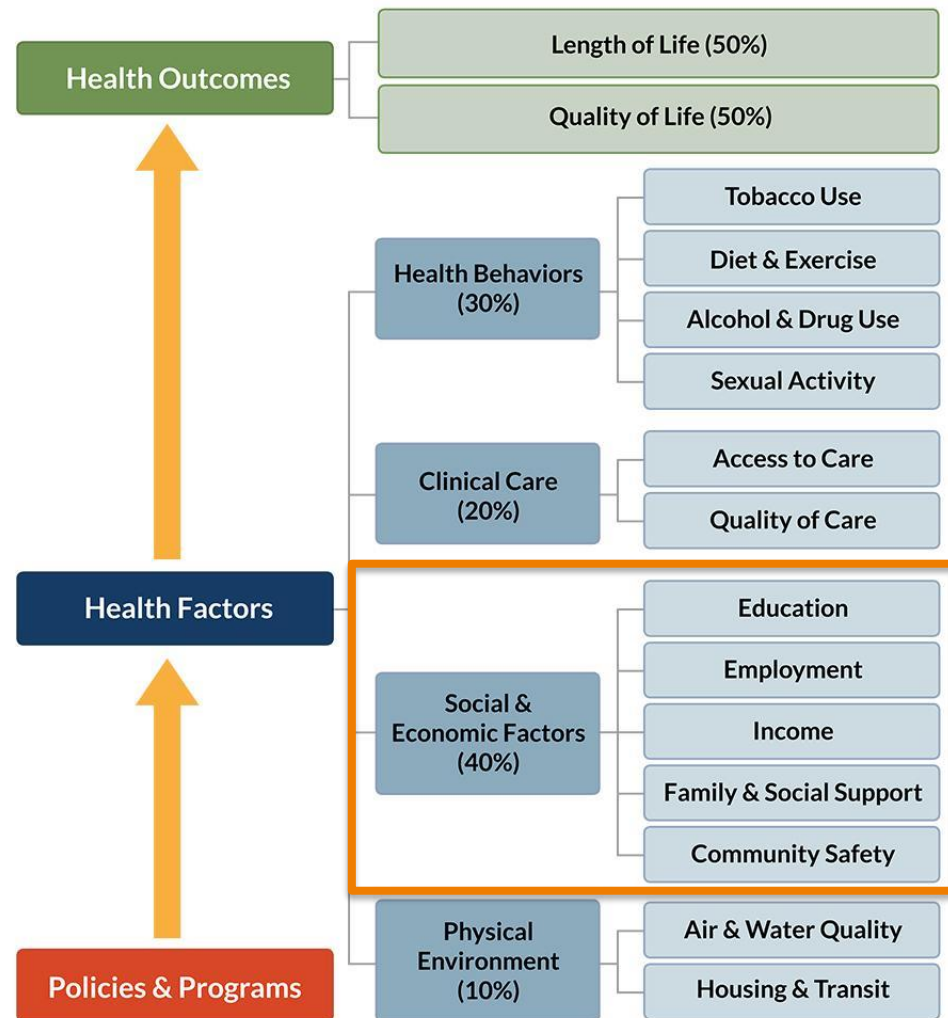 Health Outcomes
Length of Life (50%)
Quality of Life (50%)
Health Factors
Health Behaviors
(30%)
Tobacco Use
Diet & Exercise
Alcohol & Drug Use
Sexual Activity
Clinical Care
(20%)
Access to Care
Quality of Care
Social &
Economic Factors
(40%)
Education
Employment
Income
Family & Social Support
Community Safety
Physical
Environment
(10%)
Air & Water Quality
Housing & Transit
Policies & Programs